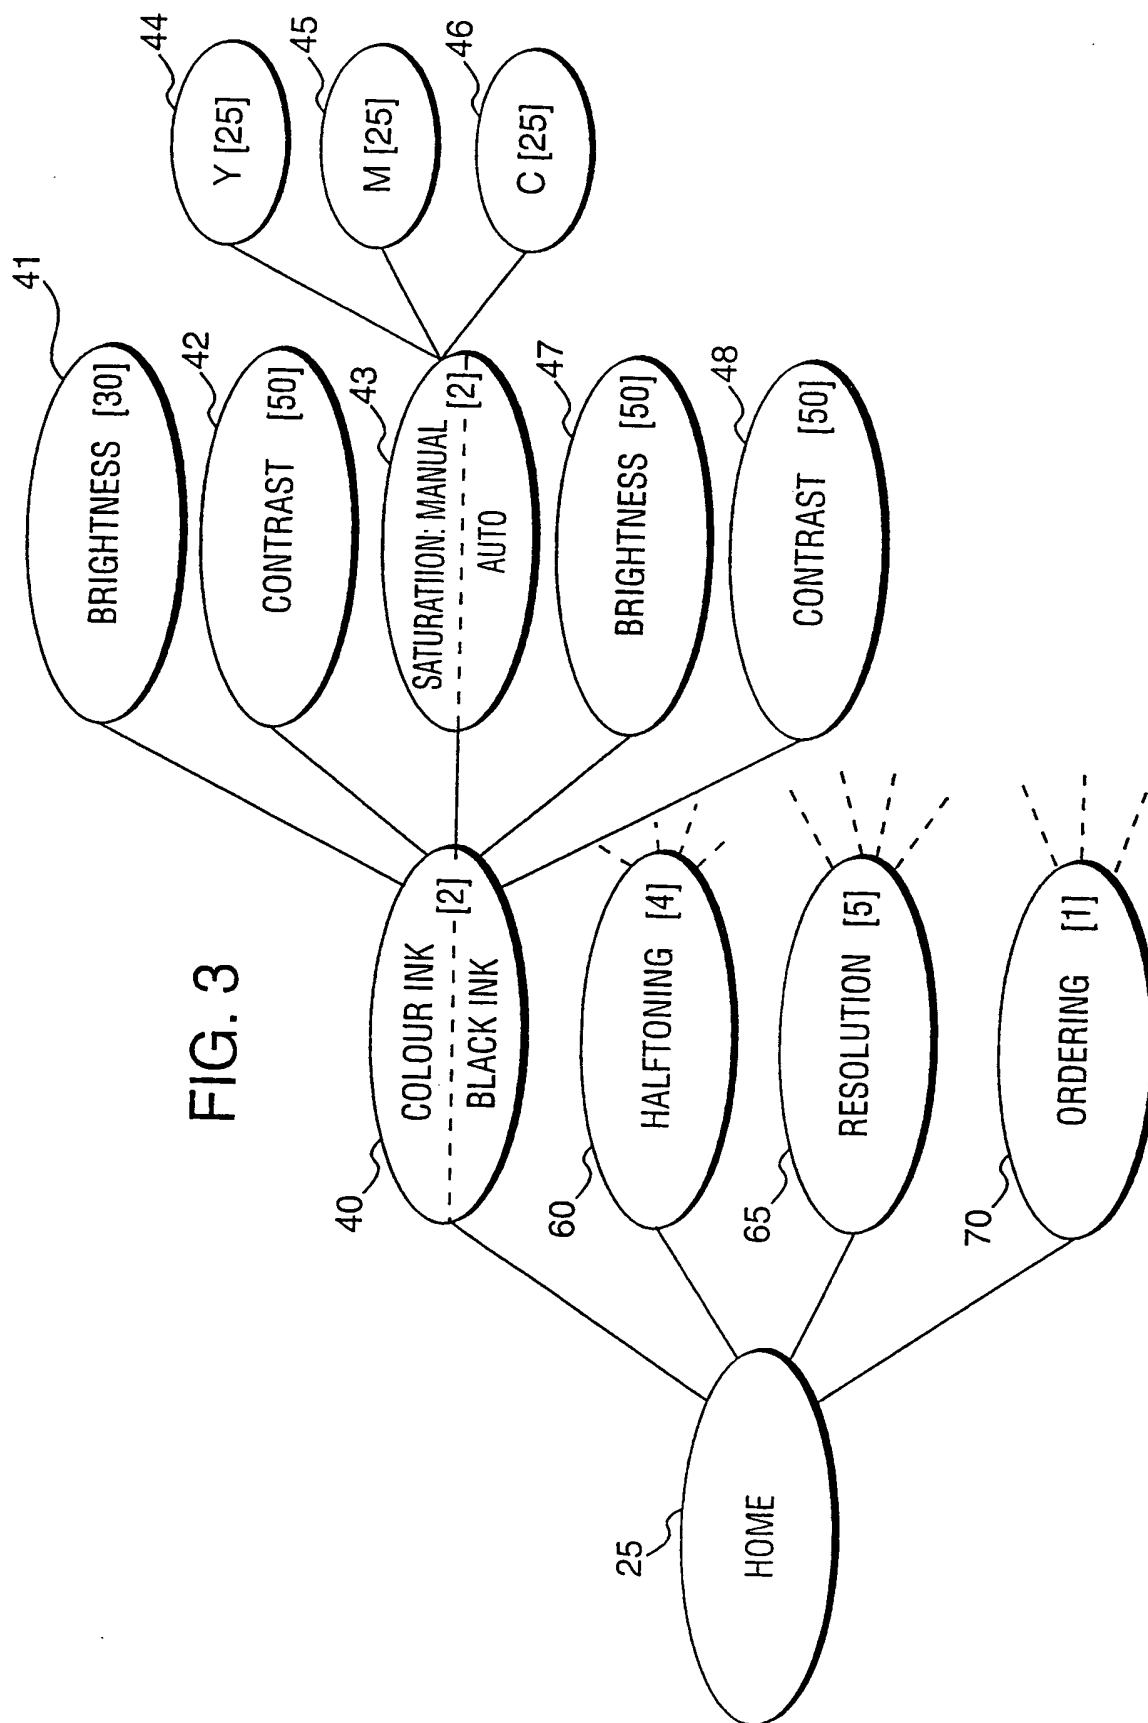 FIG. 3
25
HOME
40
COLOUR INK
[2]
BLACK INK
60
HALFTONING [4]
65
RESOLUTION [5]
70
ORDERING [1]
41
BRIGHTNESS [30]
42
CONTRAST [50]
43
SATURATIION: MANUAL
[2]
AUTO
47
BRIGHTNESS [50]
48
CONTRAST [50]
44
Y [25]
45
M [25]
46
C [25]